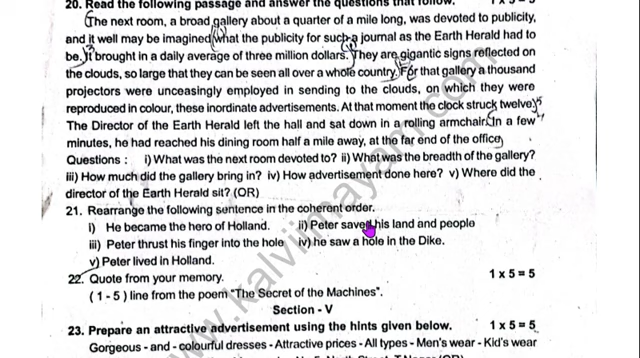 20. Read the following passage and answer the questions that follow. 1 x 5 = 5
The next room, a broad gallery about a quarter of a mile long, was devoted to publicity,
and it well may be imagined what the publicity for such a journal as the Earth Herald had to
be. It brought in a daily average of three million dollars. They are gigantic signs reflected on
the clouds, so large that they can be seen all over a whole country. For that gallery a thousand
projectors were unceasingly employed in sending to the clouds, on which they were
reproduced in colour, these inordinate advertisements. At that moment the clock struck twelve.
The Director of the Earth Herald left the hall and sat down in a rolling armchair. In a few
minutes, he had reached his dining room half a mile away, at the far end of the office.
Questions : i) What was the next room devoted to? ii) What was the breadth of the gallery?
iii) How much did the gallery bring in? iv) How advertisement done here? v) Where did the
director of the Earth Herald sit? (OR)
21. Rearrange the following sentence in the coherent order.
i) He became the hero of Holland. ii) Peter saved his land and people
iii) Peter thrust his finger into the hole iv) he saw a hole in the Dike.
v) Peter lived in Holland.
22. Quote from your memory. 1 x 5 = 5
( 1 - 5 ) line from the poem "The Secret of the Machines".
Section - V
23. Prepare an attractive advertisement using the hints given below. 1 x 5 = 5
Gorgeous - and - colourful dresses - Attractive prices - All types - Men's wear - Kid's wear
www.kalvimayam.com